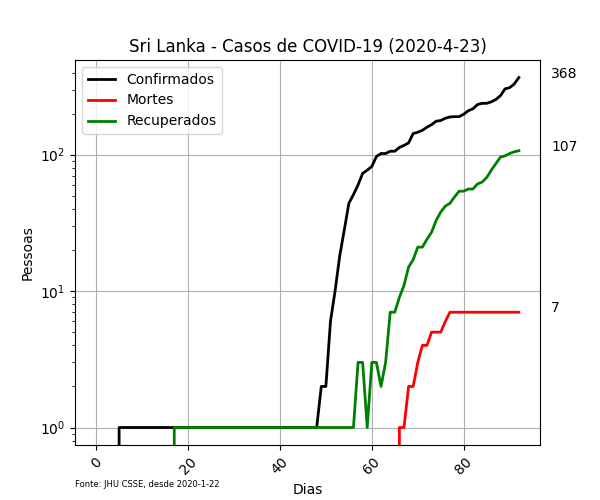 Sri Lanka - Casos de COVID-19 (2020-4-23)
Confirmados
Mortes
Recuperados
368
107
7
10²
10¹
10⁰
Pessoas
0
20
40
60
80
Dias
Fonte: JHU CSSE, desde 2020-1-22